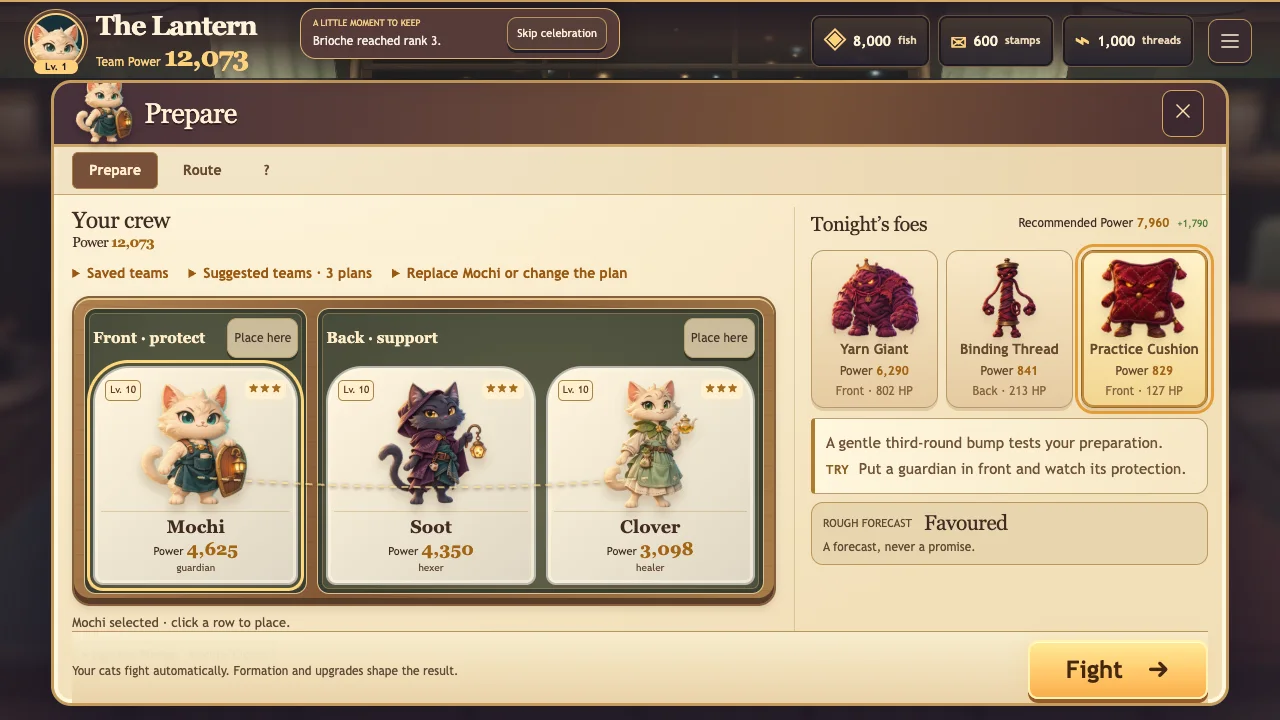 The Lantern
Team Power 12,073
Lv. 1
A LITTLE MOMENT TO KEEP
Brioche reached rank 3.
Skip celebration
8,000 fish
600 stamps
1,000 threads
Prepare
Prepare
Route
?
Your crew
Power 12,073
Saved teams
Suggested teams · 3 plans
Replace Mochi or change the plan
Front · protect
Place here
Lv. 10
Mochi
Power 4,625
guardian
Back · support
Place here
Lv. 10
Soot
Power 4,350
hexer
Lv. 10
Clover
Power 3,098
healer
Mochi selected · click a row to place.
Tonight's foes
Recommended Power 7,960 +1,790
Yarn Giant
Power 6,290
Front · 802 HP
Binding Thread
Power 841
Back · 213 HP
Practice Cushion
Power 829
Front · 127 HP
A gentle third-round bump tests your preparation.
TRY Put a guardian in front and watch its protection.
ROUGH FORECAST Favoured
A forecast, never a promise.
Your cats fight automatically. Formation and upgrades shape the result.
Fight →